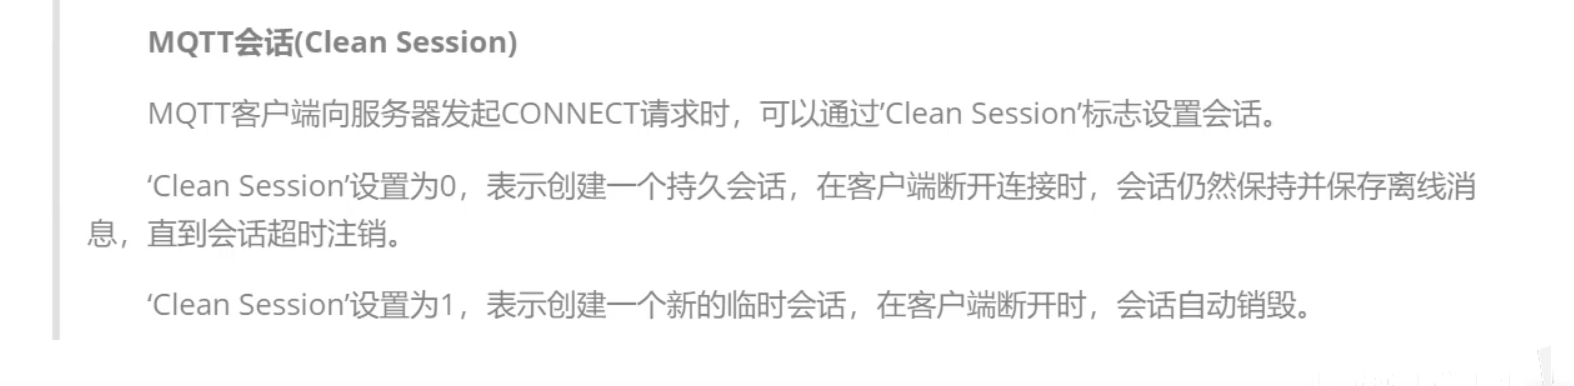 MQTT会话(Clean Session)
MQTT客户端向服务器发起CONNECT请求时，可以通过’Clean Session’标志设置会话。
‘Clean Session’设置为0，表示创建一个持久会话，在客户端断开连接时，会话仍然保持并保存离线消
息，直到会话超时注销。
‘Clean Session’设置为1，表示创建一个新的临时会话，在客户端断开时，会话自动销毁。